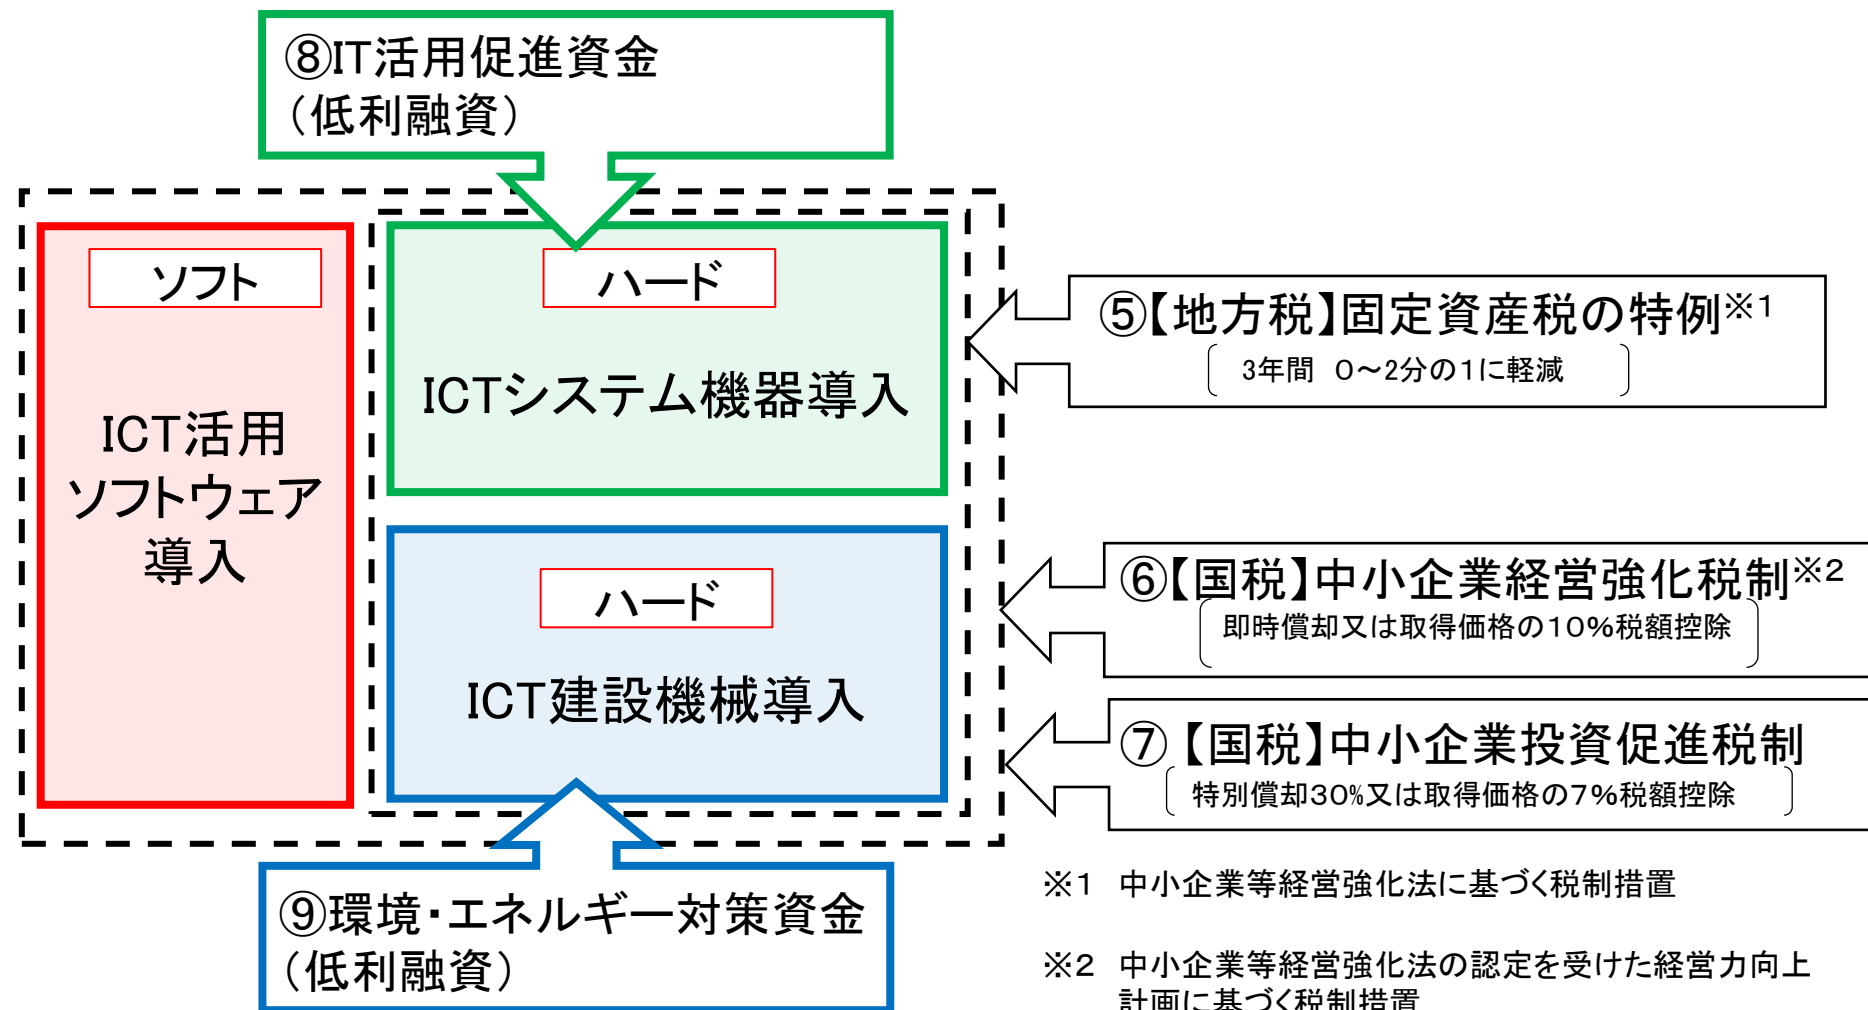 ⑧IT活用促進資金
（低利融資）
ソフト
ICT活用
ソフトウェア
導入
ハード
ICTシステム機器導入
ハード
ICT建設機械導入
⑤【地方税】固定資産税の特例※1
3年間 0～2分の1に軽減
⑥【国税】中小企業経営強化税制※2
即時償却又は取得価格の10%税額控除
⑦【国税】中小企業投資促進税制
特別償却30%又は取得価格の7%税額控除
⑨環境・エネルギー対策資金
（低利融資）
※1 中小企業等経営強化法に基づく税制措置
※2 中小企業等経営強化法の認定を受けた経営力向上
計画に基づく税制措置